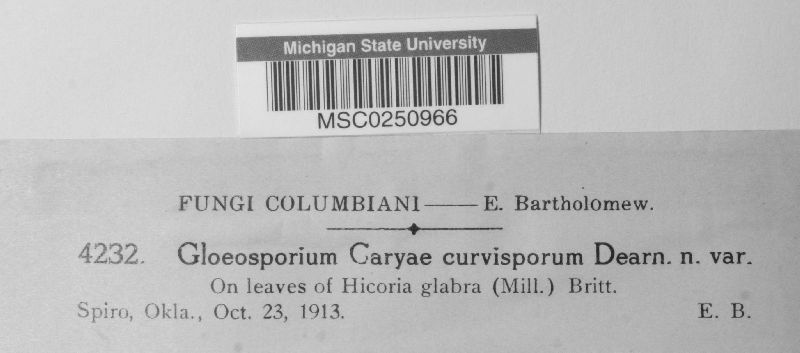 Michigan State University
MSC0250966
FUNGI COLUMBIANI—E. Bartholomew.
4232. Gloeosporium Caryae curvisporum Dearn. n. var.
On leaves of Hicoria glabra (Mill.) Britt.
Spiro, Okla., Oct. 23, 1913. E. B.